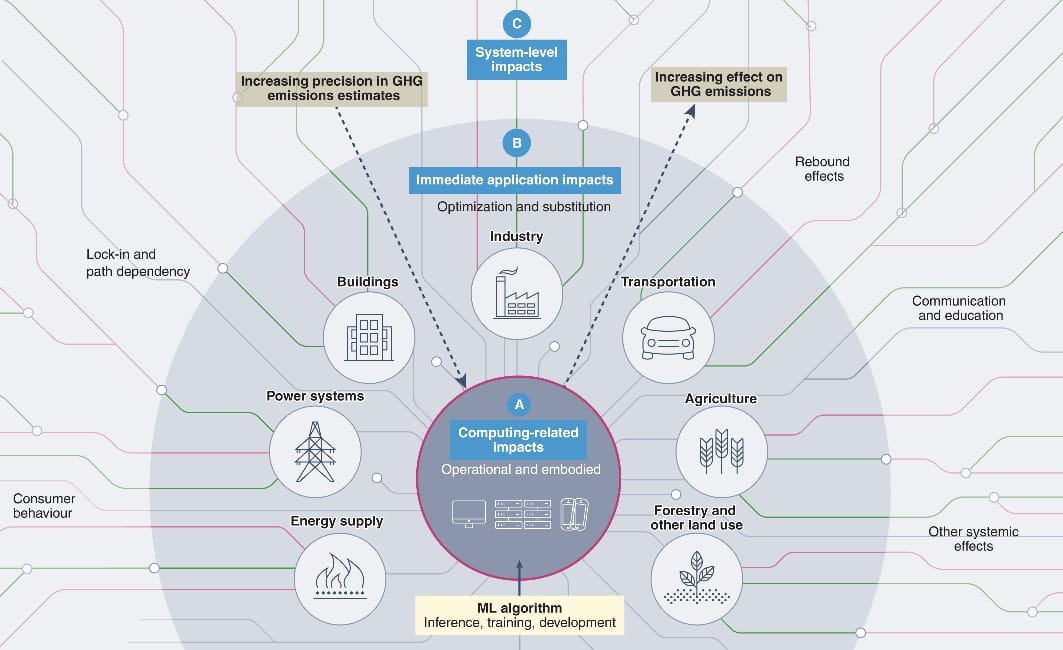 C
System-level
impacts
Increasing precision in GHG
emissions estimates
Increasing effect on
GHG emissions
B
Immediate application impacts
Optimization and substitution
Rebound
effects
Industry
Lock-in and
path dependency
Buildings
Transportation
Communication
and education
Power systems
A
Computing-related
impacts
Operational and embodied
Agriculture
Consumer
behaviour
Energy supply
Forestry and
other land use
Other systemic
effects
ML algorithm
Inference, training, development